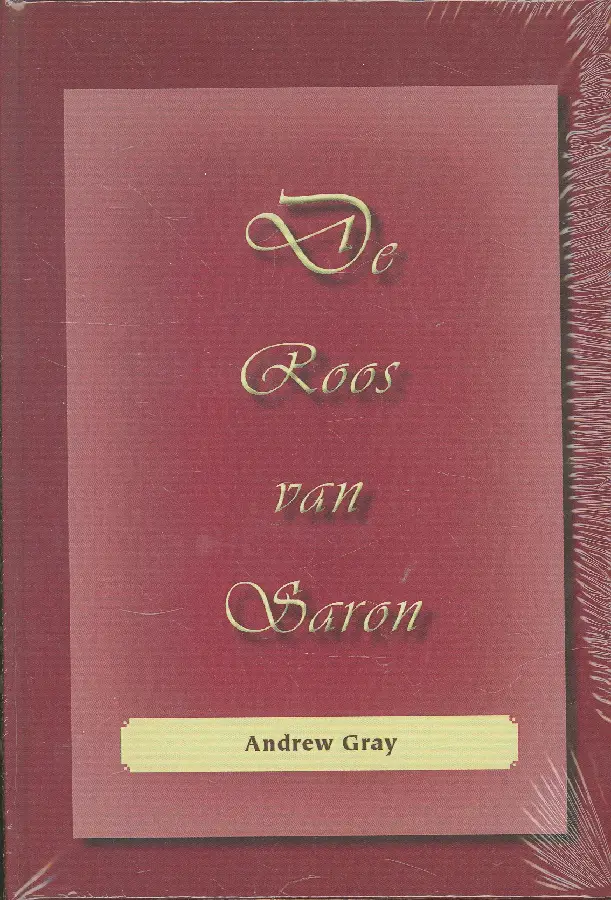 De
Roos
van
Saron
Andrew Gray